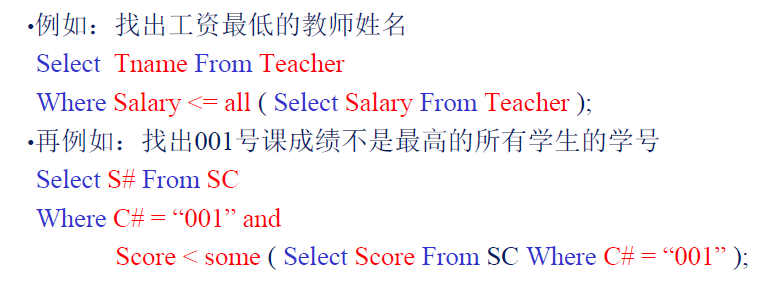 •例如：找出工资最低的教师姓名
Select Tname From Teacher
Where Salary <= all ( Select Salary From Teacher );
•再例如：找出001号课成绩不是最高的所有学生的学号
Select S# From SC
Where C# = “001” and
Score < some ( Select Score From SC Where C# = “001” );